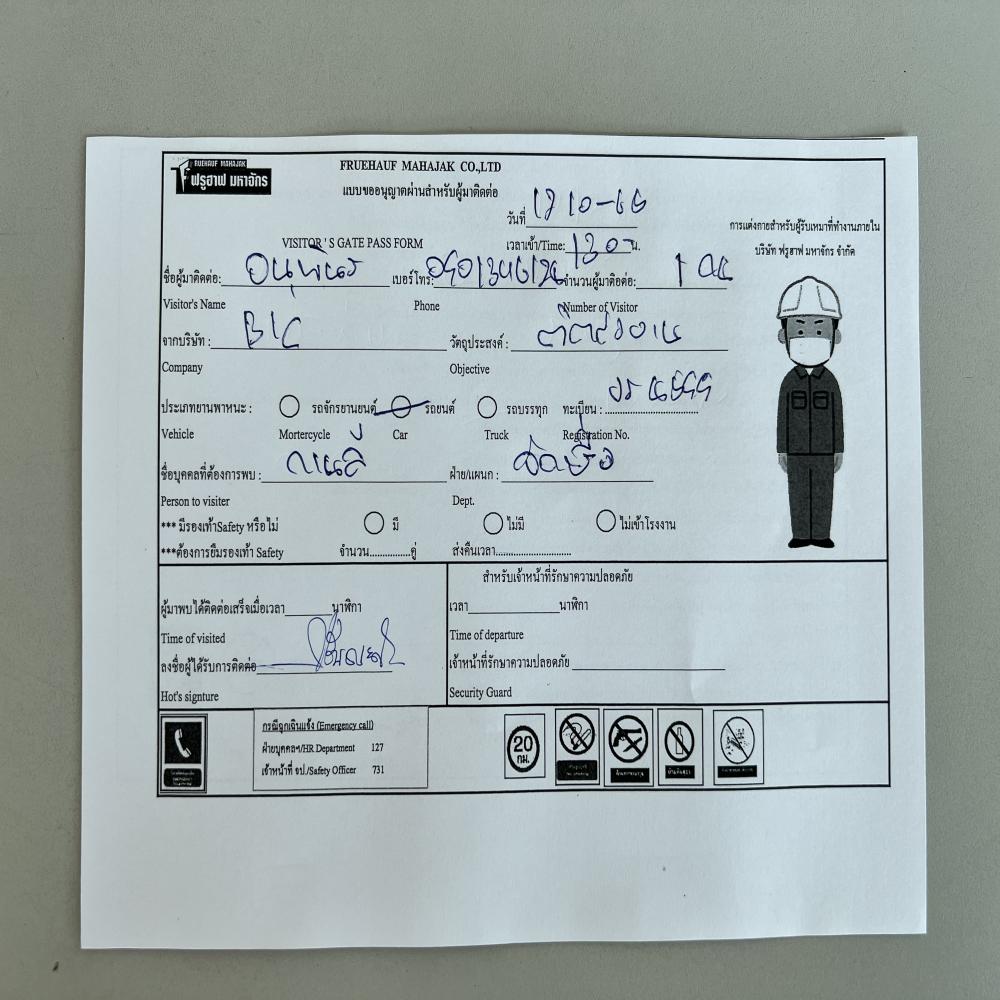 FRUEHAUF MAHAJAK
ฟรูฮาฟ มหาจักร
FRUEHAUF MAHAJAK CO.,LTD
แบบขออนุญาตผ่านสำหรับผู้มาติดต่อ
วันที่ 10-66
การแต่งกายสำหรับผู้รับเหมาที่ทำงานภายใน
บริษัท ฟรูฮาฟ มหาจักร จำกัด
VISITOR ' S GATE PASS FORM เวลาเข้า/Time: น.
ชื่อผู้มาติดต่อ: เบอร์โทร: จำนวนผู้มาติอต่อ: 1
Visitor's Name Phone Number of Visitor
จากบริษัท : BIC วัตถุประสงค์ :
Company Objective
ประเภทยานพาหนะ : รถจักรยานยนต์ รถยนต์ รถบรรทุก ทะเบียน :
Vehicle Mortercycle Car Truck Registration No.
ชื่อบุคคลที่ต้องการพบ : ฝ่าย/แผนก : จัดซื้อ
Person to visiter Dept.
*** มีรองเท้าSafety หรือไม่ มี ไม่มี ไม่เข้าโรงงาน
***ต้องการยืมรองเท้า Safety จำนวน..............คู่ ส่งคืนเวลา.........................
ผู้มาพบได้ติดต่อเสร็จเมื่อเวลา นาฬิกา
Time of visited
ลงชื่อผู้ได้รับการติดต่อ
Hot's signture
สำหรับเจ้าหน้าที่รักษาความปลอดภัย
เวลา นาฬิกา
Time of departure
เจ้าหน้าที่รักษาความปลอดภัย
Security Guard
กรณีฉุกเฉินแจ้ง (Emergency call)
ฝ่ายบุคคลฯ/HR Department 127
เจ้าหน้าที่ จป./Safety Officer 731
20
กม.